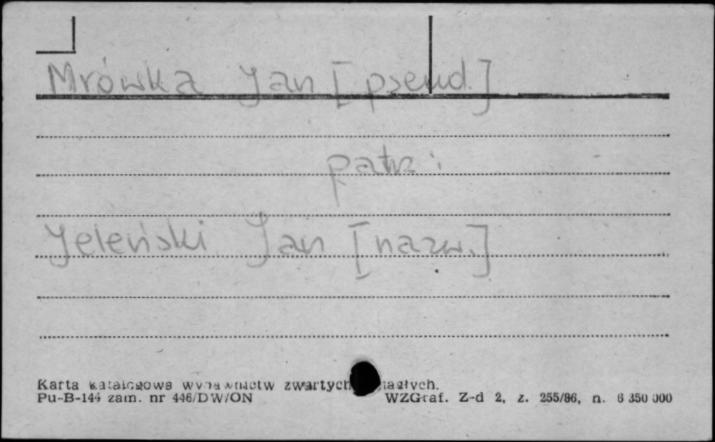 Mrówka Jan [pseud.]
patrz:
Jeleński Jan [nazw.]
Karta katalogowa wydawnictw zwartych i ciągłych.
Pu-B-144 zam. nr 446/DW/ON WZGraf. Z-d 2, z. 255/86, n. 6 350 000